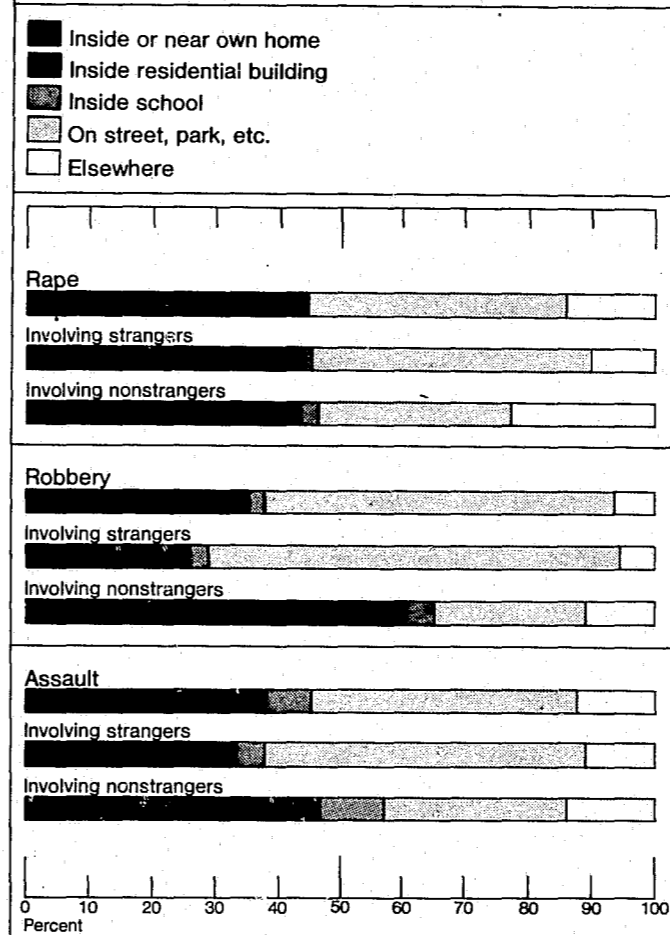 Inside or near own home
Inside residential building
Inside school
On street, park, etc.
Elsewhere
Rape
Involving strangers
Involving nonstrangers
Robbery
Involving strangers
Involving nonstrangers
Assault
Involving strangers
Involving nonstrangers
0 10 20 30 40 50 60 70 80 90 100
Percent